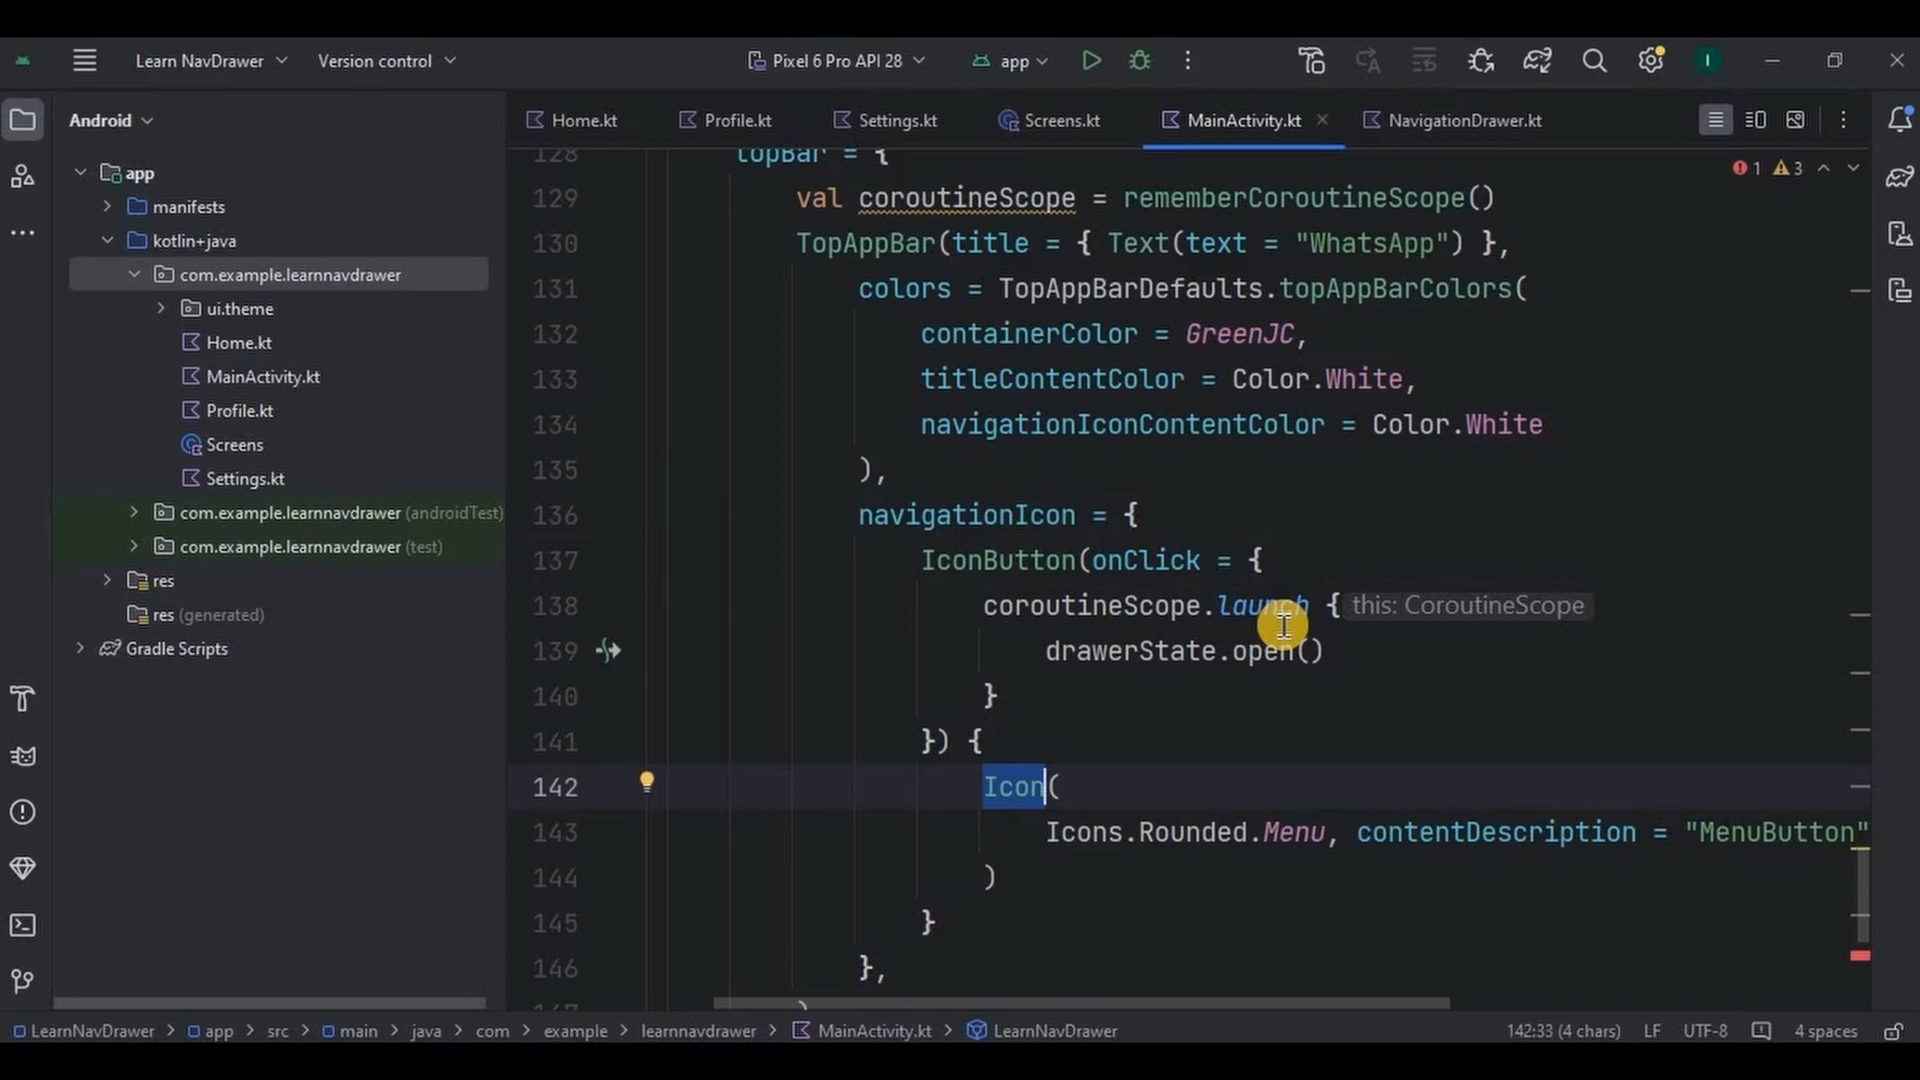 Learn NavDrawer
Version control
Pixel 6 Pro API 28
app
I
Android
Home.kt
Profile.kt
Settings.kt
Screens.kt
MainActivity.kt
NavigationDrawer.kt
app
manifests
kotlin+java
com.example.learnnavdrawer
ui.theme
Home.kt
MainActivity.kt
Profile.kt
Screens
Settings.kt
com.example.learnnavdrawer (androidTest)
com.example.learnnavdrawer (test)
res
res (generated)
Gradle Scripts
1 3
128 topBar = {
129 val coroutineScope = rememberCoroutineScope()
130 TopAppBar(title = { Text(text = "WhatsApp") },
131 colors = TopAppBarDefaults.topAppBarColors(
132 containerColor = GreenJC,
133 titleContentColor = Color.White,
134 navigationIconContentColor = Color.White
135 ),
136 navigationIcon = {
137 IconButton(onClick = {
138 coroutineScope.launch { this: CoroutineScope
139 drawerState.open()
140 }
141 }) {
142 Icon(
143 Icons.Rounded.Menu, contentDescription = "MenuButton"
144 )
145 }
146 },
LearnNavDrawer > app > src > main > java > com > example > learnnavdrawer > MainActivity.kt > LearnNavDrawer
142:33 (4 chars) LF UTF-8 4 spaces